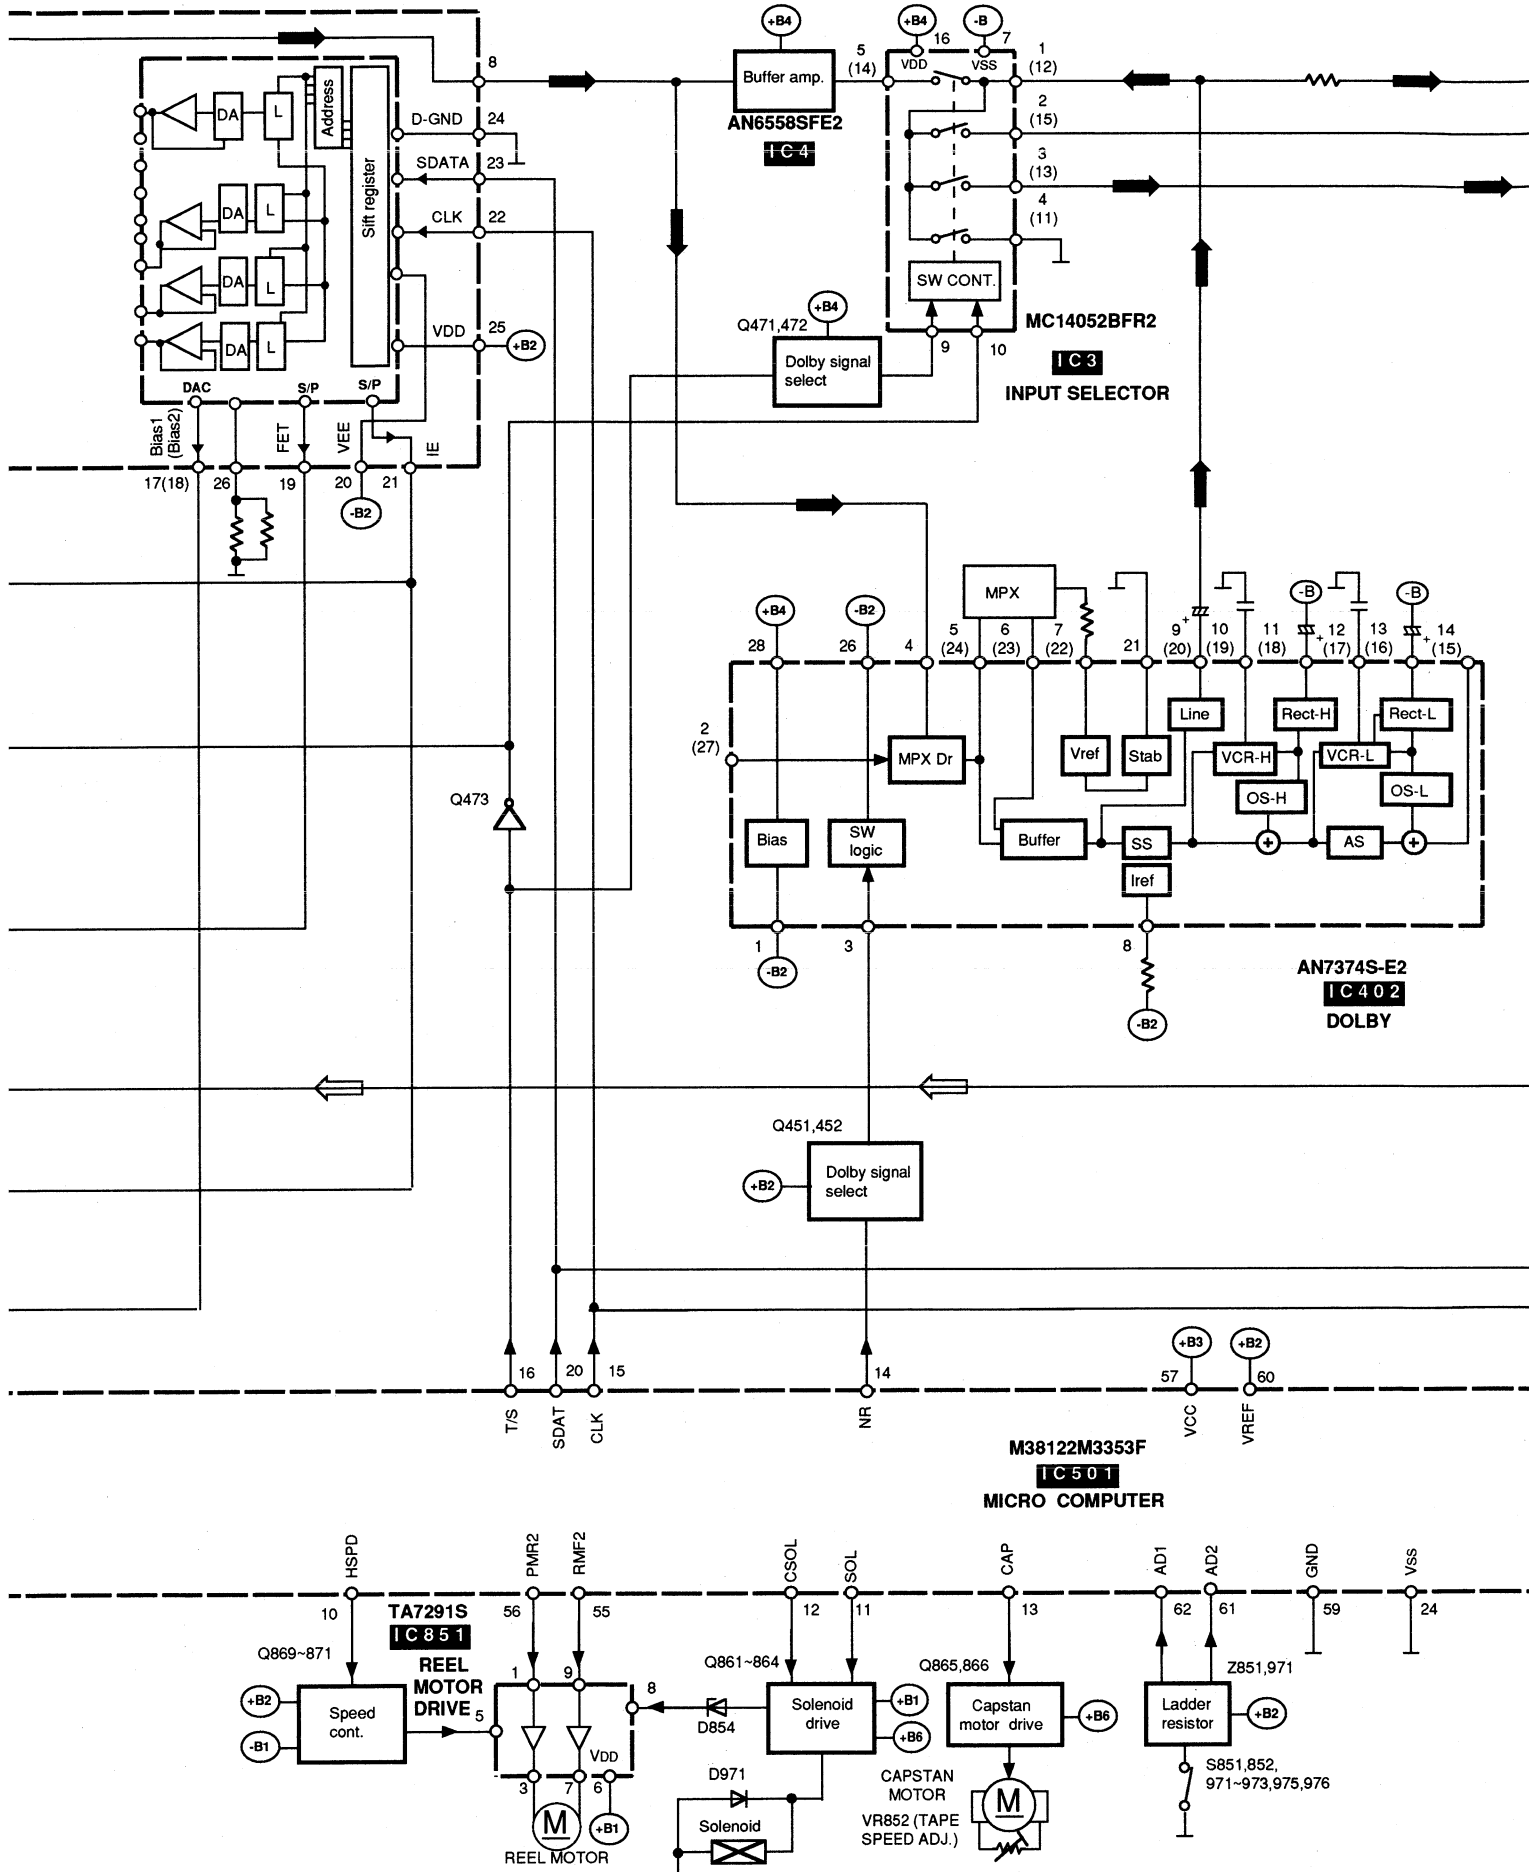 +B4
+B4
-B
8
5
(14)
16
VDD
7
VSS
1
(12)
Buffer amp.
AN6558SFE2
IC4
2
(15)
3
(13)
4
(11)
SW CONT.
9
10
MC14052BFR2
IC3
INPUT SELECTOR
DA
L
Address
Sift register
D-GND
24
SDATA
23
CLK
22
DA
L
DA
L
DA
L
VDD
25
+B2
DAC
S/P
S/P
Bias1
(Bias2)
FET
VEE
IE
17(18)
26
19
20
21
-B2
+B4
Q471,472
Dolby signal
select
MPX
+B4
-B2
-B
-B
28
26
4
5
(24)
6
(23)
7
(22)
21
9
(20)
+
10
(19)
11
(18)
+
12
(17)
13
(16)
+
14
(15)
2
(27)
MPX Dr
Vref
Stab
Line
Rect-H
Rect-L
VCR-H
VCR-L
OS-H
OS-L
Q473
Bias
SW
logic
Buffer
SS
+
AS
+
Iref
1
3
8
-B2
-B2
AN7374S-E2
IC402
DOLBY
Q451,452
+B2
Dolby signal
select
16
20
15
14
+B3
+B2
57
60
T/S
SDAT
CLK
NR
VCC
VREF
M38122M3353F
IC501
MICRO COMPUTER
HSPD
PMR2
RMF2
CSOL
SOL
CAP
AD1
AD2
GND
Vss
10
56
55
12
11
13
62
61
59
24
TA7291S
IC851
REEL
MOTOR
DRIVE
Q869~871
+B2
-B1
Speed
cont.
5
1
9
8
VDD
3
7
6
M
+B1
REEL MOTOR
D854
Q861~864
Solenoid
drive
+B1
+B6
D971
Solenoid
Q865,866
Capstan
motor drive
+B6
CAPSTAN
MOTOR
VR852 (TAPE
SPEED ADJ.)
M
Z851,971
Ladder
resistor
+B2
S851,852,
971~973,975,976